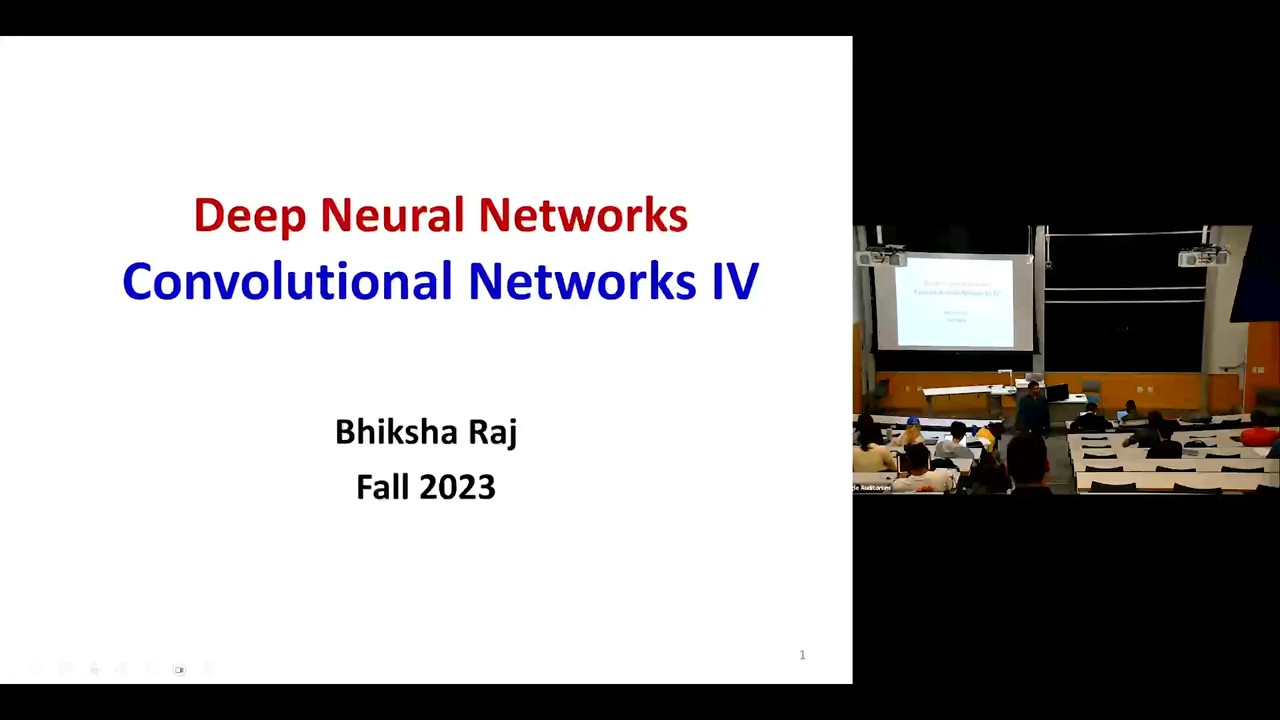 Deep Neural Networks
Convolutional Networks IV
Bhiksha Raj
Fall 2023
1